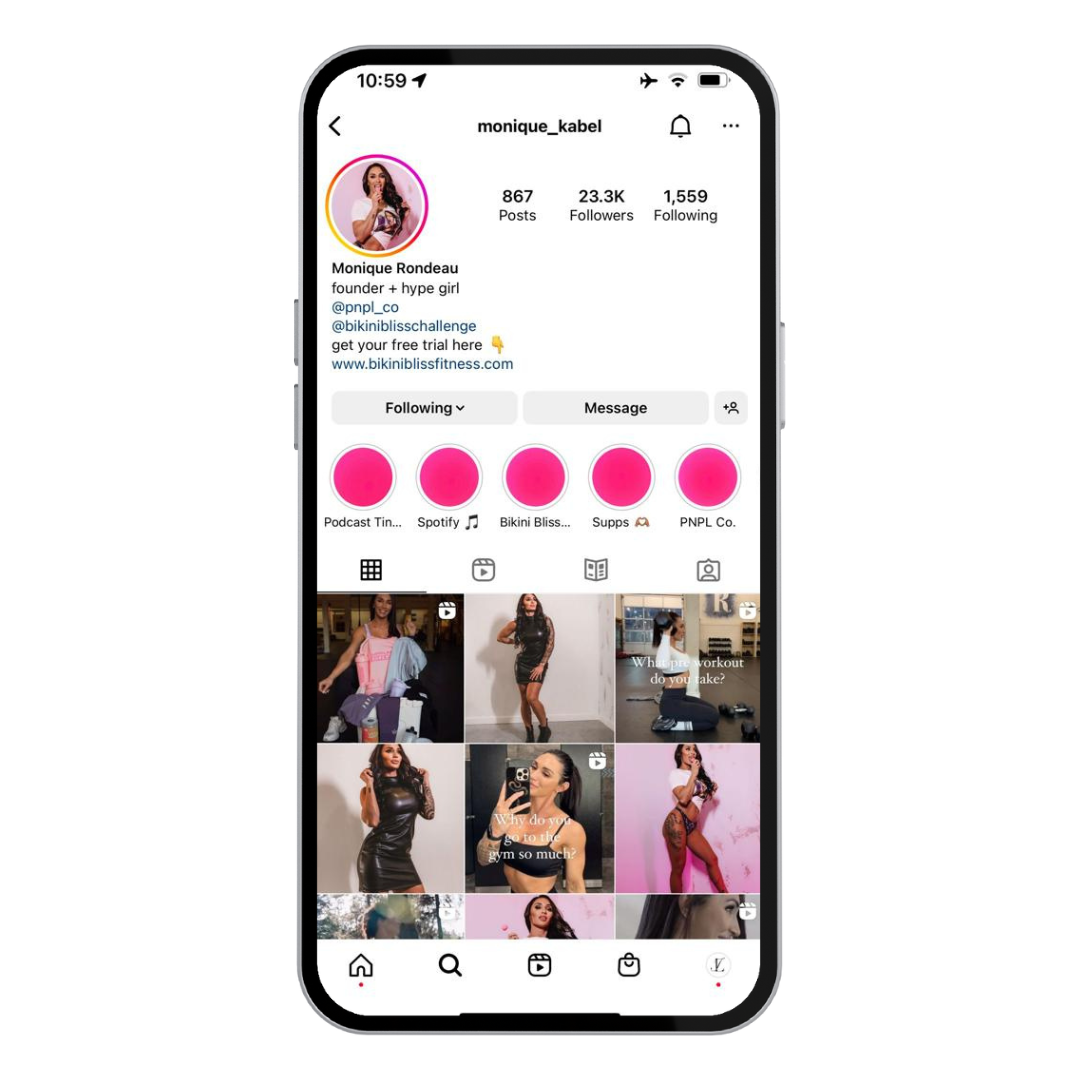 10:59
monique_kabel
867
23.3K
1,559
Posts
Followers
Following
Monique Rondeau
founder + hype girl
@pnpl_co
@bikiniblisschallenge
get your free trial here 👇
www.bikiniblissfitness.com
Following
Message
Podcast Tin...
Spotify 🎵
Bikini Bliss...
Supps 🫶🏽
PNPL Co.
What pre workout
do you take?
Why do you
go to the
gym so much?